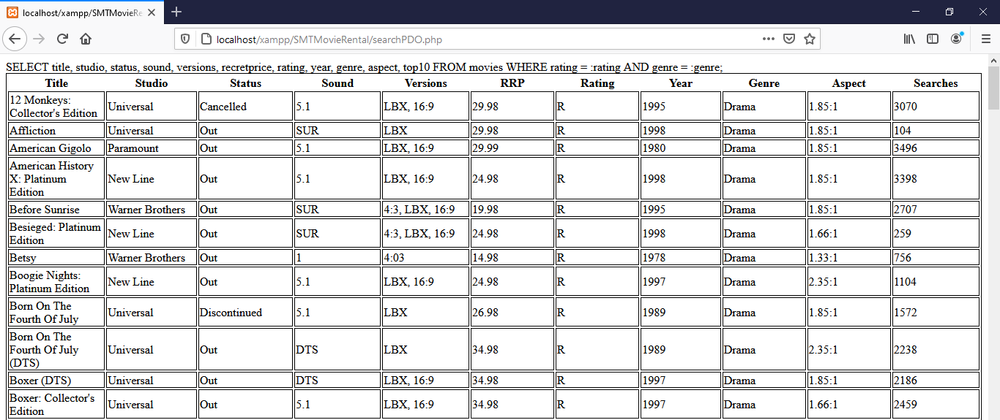 localhost/xampp/SMTMovieRe
localhost/xampp/SMTMovieRental/searchPDO.php
SELECT title, studio, status, sound, versions, recretprice, rating, year, genre, aspect, top10 FROM movies WHERE rating = :rating AND genre = :genre;
Title Studio Status Sound Versions RRP Rating Year Genre Aspect Searches
12 Monkeys:
Collector's Edition Universal Cancelled 5.1 LBX, 16:9 29.98 R 1995 Drama 1.85:1 3070
Affliction Universal Out SUR LBX 29.98 R 1998 Drama 1.85:1 104
American Gigolo Paramount Out 5.1 LBX, 16:9 29.99 R 1980 Drama 1.85:1 3496
American History
X: Platinum New Line Out 5.1 LBX, 16:9 24.98 R 1998 Drama 1.85:1 3398
Edition
Before Sunrise Warner Brothers Out SUR 4:3, LBX, 16:9 19.98 R 1995 Drama 1.85:1 2707
Besieged: Platinum
Edition New Line Out SUR 4:3, LBX, 16:9 24.98 R 1998 Drama 1.66:1 259
Betsy Warner Brothers Out 1 4:03 14.98 R 1978 Drama 1.33:1 756
Boogie Nights:
Platinum Edition New Line Out 5.1 LBX, 16:9 24.98 R 1997 Drama 2.35:1 1104
Born On The
Fourth Of July Universal Discontinued 5.1 LBX 26.98 R 1989 Drama 1.85:1 1572
Born On The
Fourth Of July Universal Out DTS LBX 34.98 R 1989 Drama 2.35:1 2238
(DTS)
Boxer (DTS) Universal Out DTS LBX, 16:9 34.98 R 1997 Drama 1.85:1 2186
Boxer: Collector's
Edition Universal Out 5.1 LBX, 16:9 34.98 R 1997 Drama 1.66:1 2459